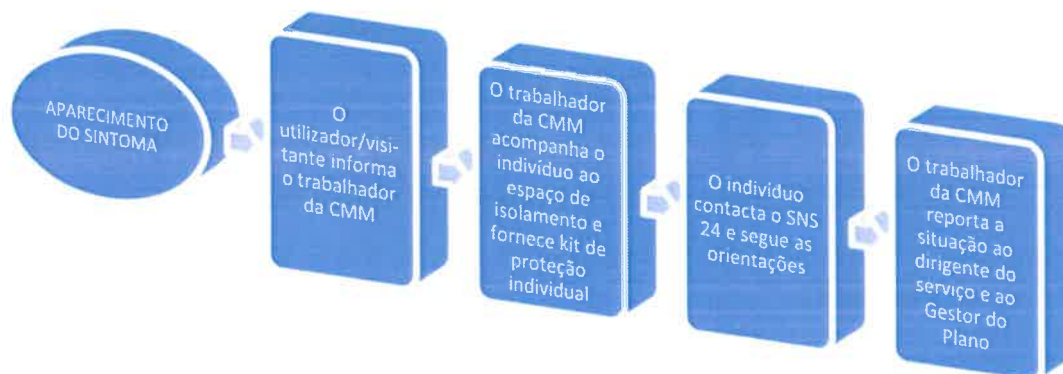 APARECIMENTO
DO SINTOMA
O
utilizador/visi-
tante informa
o trabalhador
da CMM
O trabalhador
da CMM
acompanha o
indivíduo ao
espaço de
isolamento e
fornece kit de
proteção
individual
O indivíduo
contacta o SNS
24 e segue as
orientações
O trabalhador
da CMM
reporta a
situação ao
dirigente do
serviço e ao
Gestor do
Plano